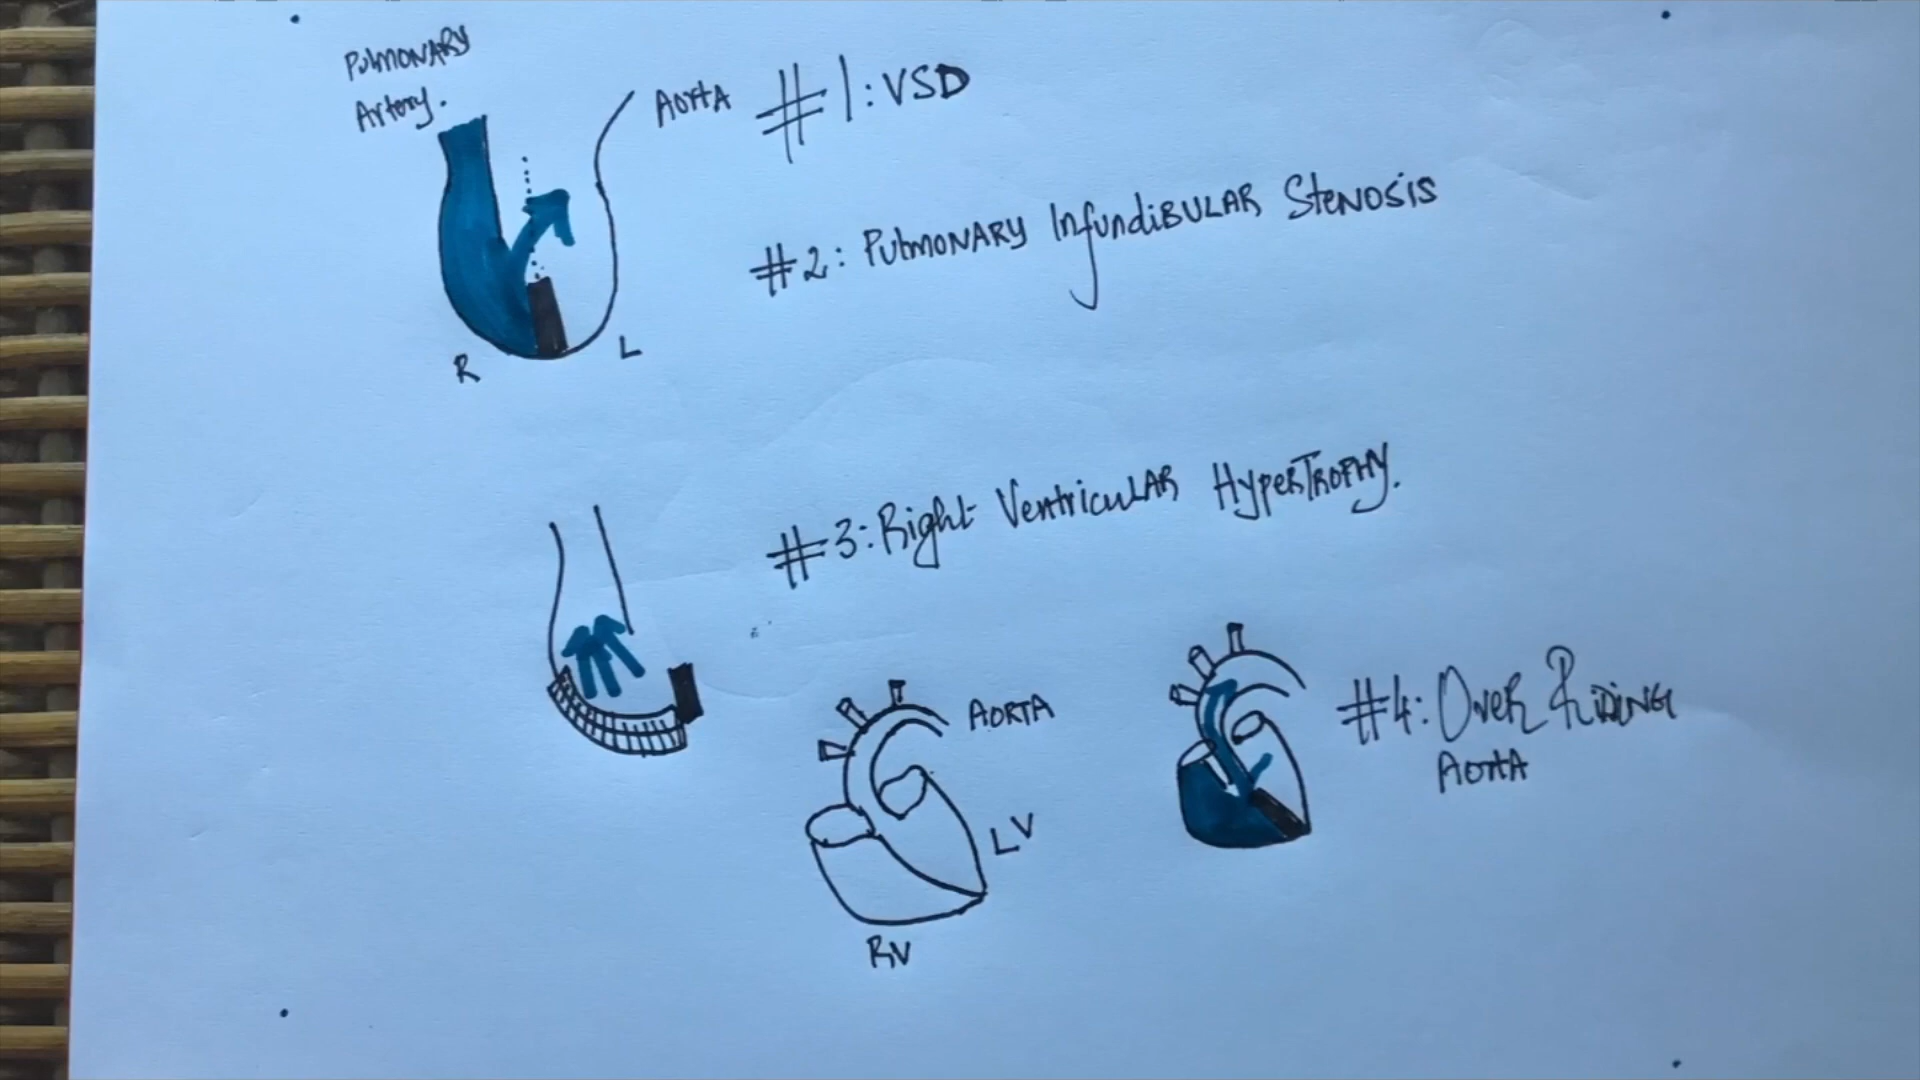 PULMONARY
Artery.
AORTA
#1: VSD
#2: PULMONARY InfundiBULAR StENOSIS
R
L
#3: Right VentricuLAR HYPERTROPHY.
AORTA
LV
RV
#4: OVER RIDING
AORTA